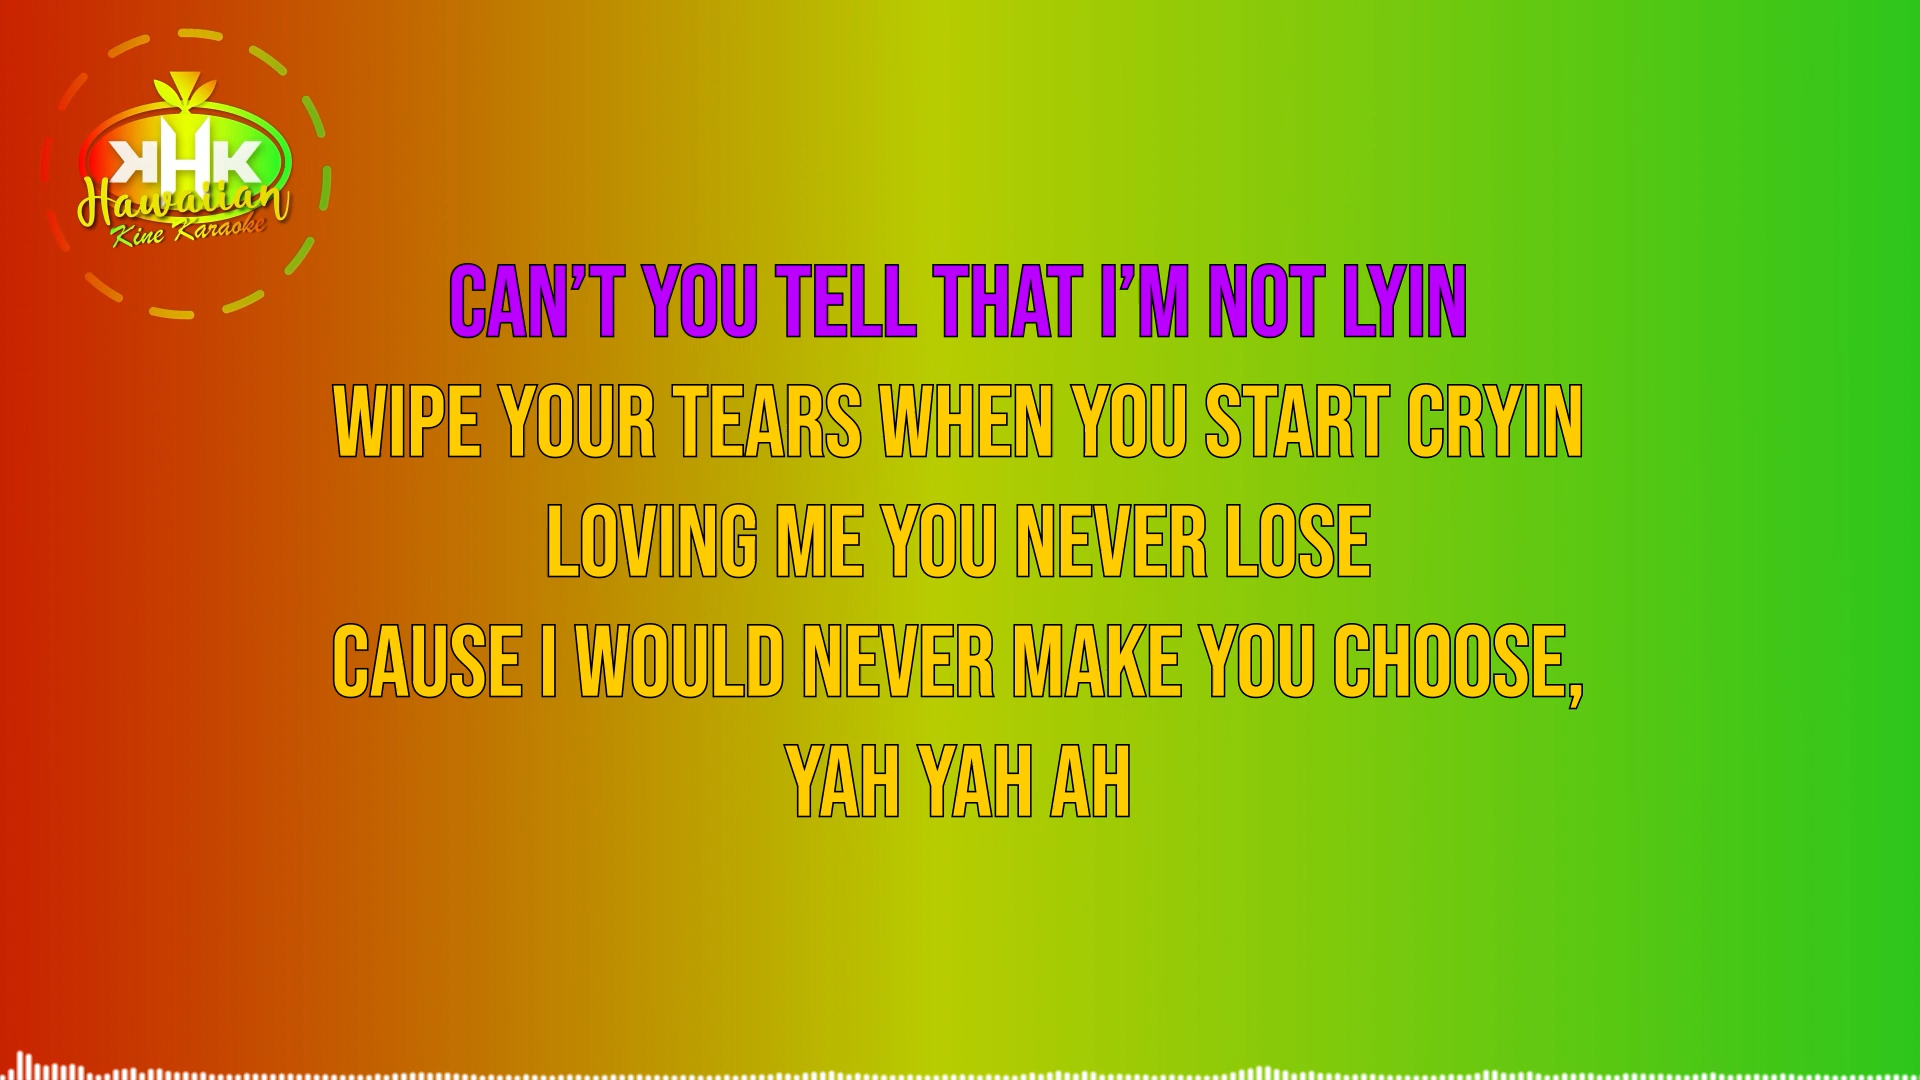 KHK
Hawaiian
Kine Karaoke
CAN’T YOU TELL THAT I’M NOT LYIN
WIPE YOUR TEARS WHEN YOU START CRYIN
LOVING ME YOU NEVER LOSE
CAUSE I WOULD NEVER MAKE YOU CHOOSE,
YAH YAH AH